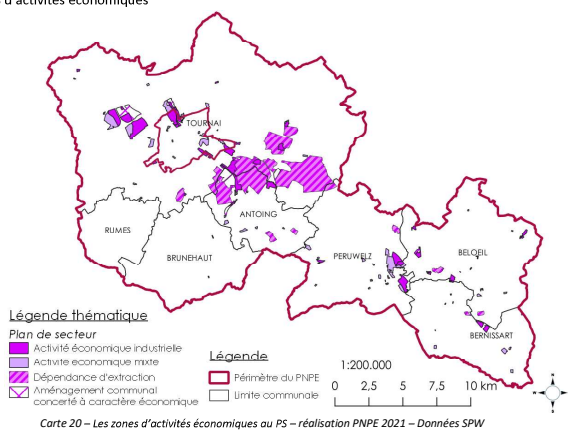 d'activités économiques
TOURNAI
ANTOING
RUMES
BRUNEHAUT
PERUWELZ
BELOEIL
BERNISSART
Légende thématique
Plan de secteur
Activité économique industrielle
Activite economique mixte
Dépendance d'extraction
Aménagement communal
concerté à caractère économique
Légende
Périmètre du PNPE
Limite communale
1:200.000
0 2,5 5 7,5 10 km
Carte 20 – Les zones d'activités économiques au PS – réalisation PNPE 2021 – Données SPW